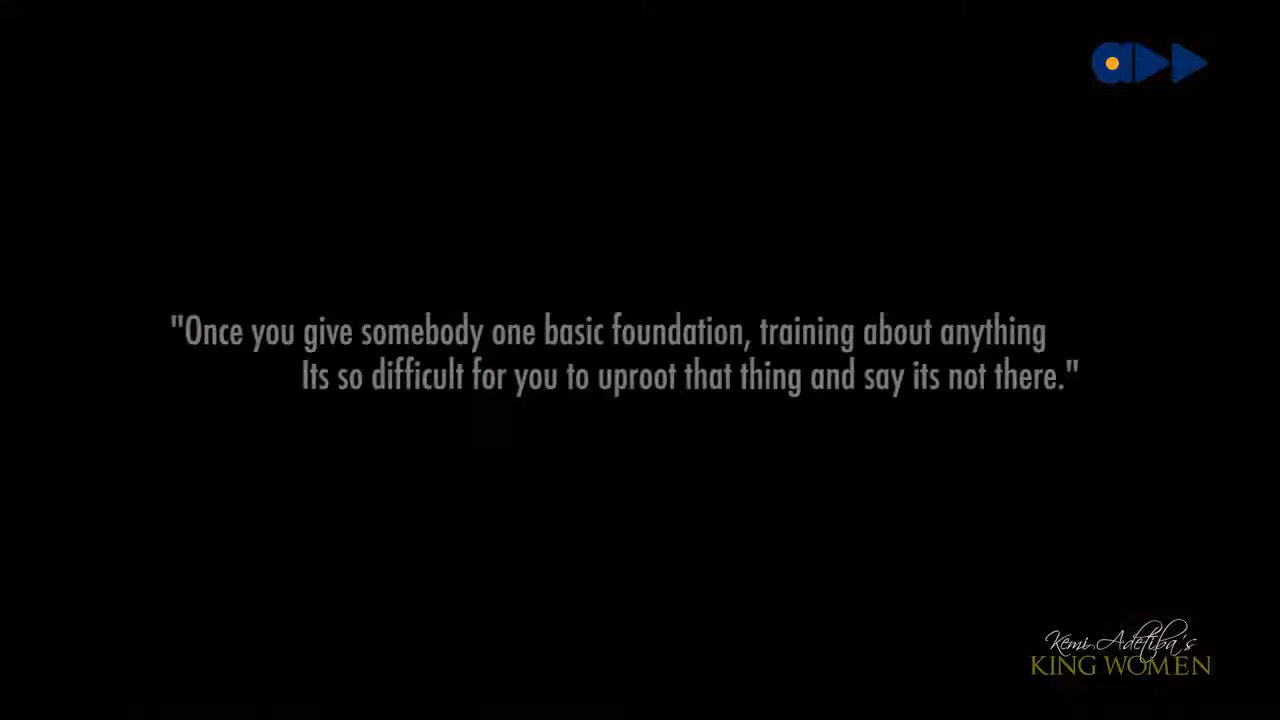 "Once you give somebody one basic foundation, training about anything
Its so difficult for you to uproot that thing and say its not there."
Kemi Adetiba's
KING WOMEN